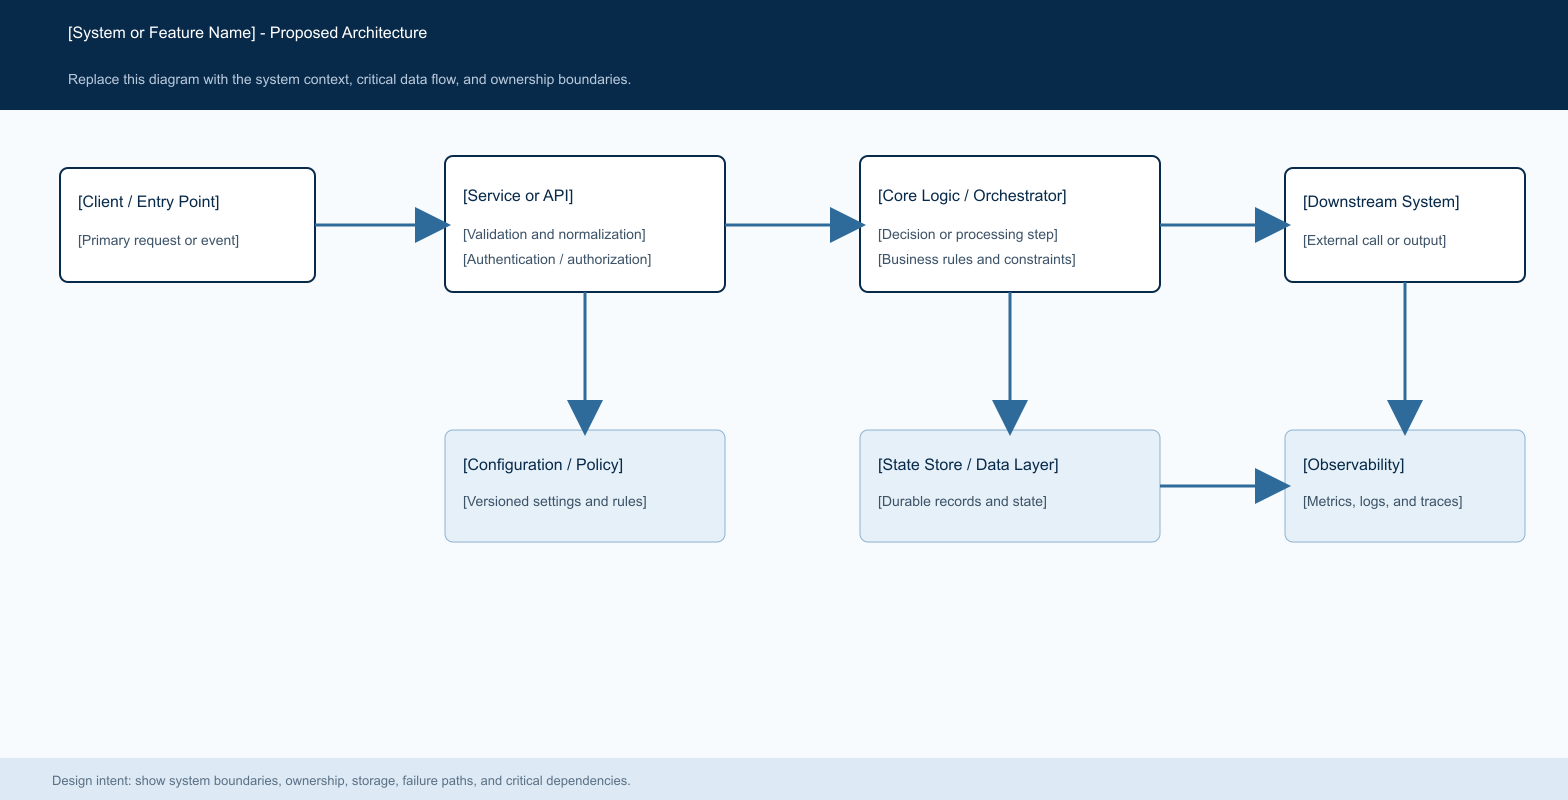 [System or Feature Name] - Proposed Architecture
Replace this diagram with the system context, critical data flow, and ownership boundaries.
[Client / Entry Point]
[Primary request or event]
[Service or API]
[Validation and normalization]
[Authentication / authorization]
[Core Logic / Orchestrator]
[Decision or processing step]
[Business rules and constraints]
[Downstream System]
[External call or output]
[Configuration / Policy]
[Versioned settings and rules]
[State Store / Data Layer]
[Durable records and state]
[Observability]
[Metrics, logs, and traces]
Design intent: show system boundaries, ownership, storage, failure paths, and critical dependencies.